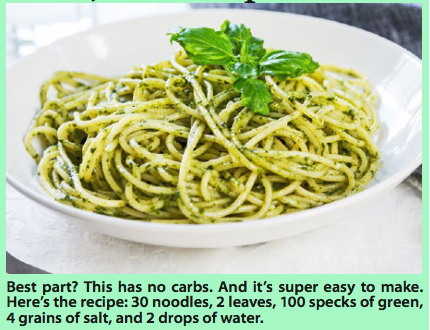 Best part? This has no carbs. And it's super easy to make.
Here's the recipe: 30 noodles, 2 leaves, 100 specks of green,
4 grains of salt, and 2 drops of water.